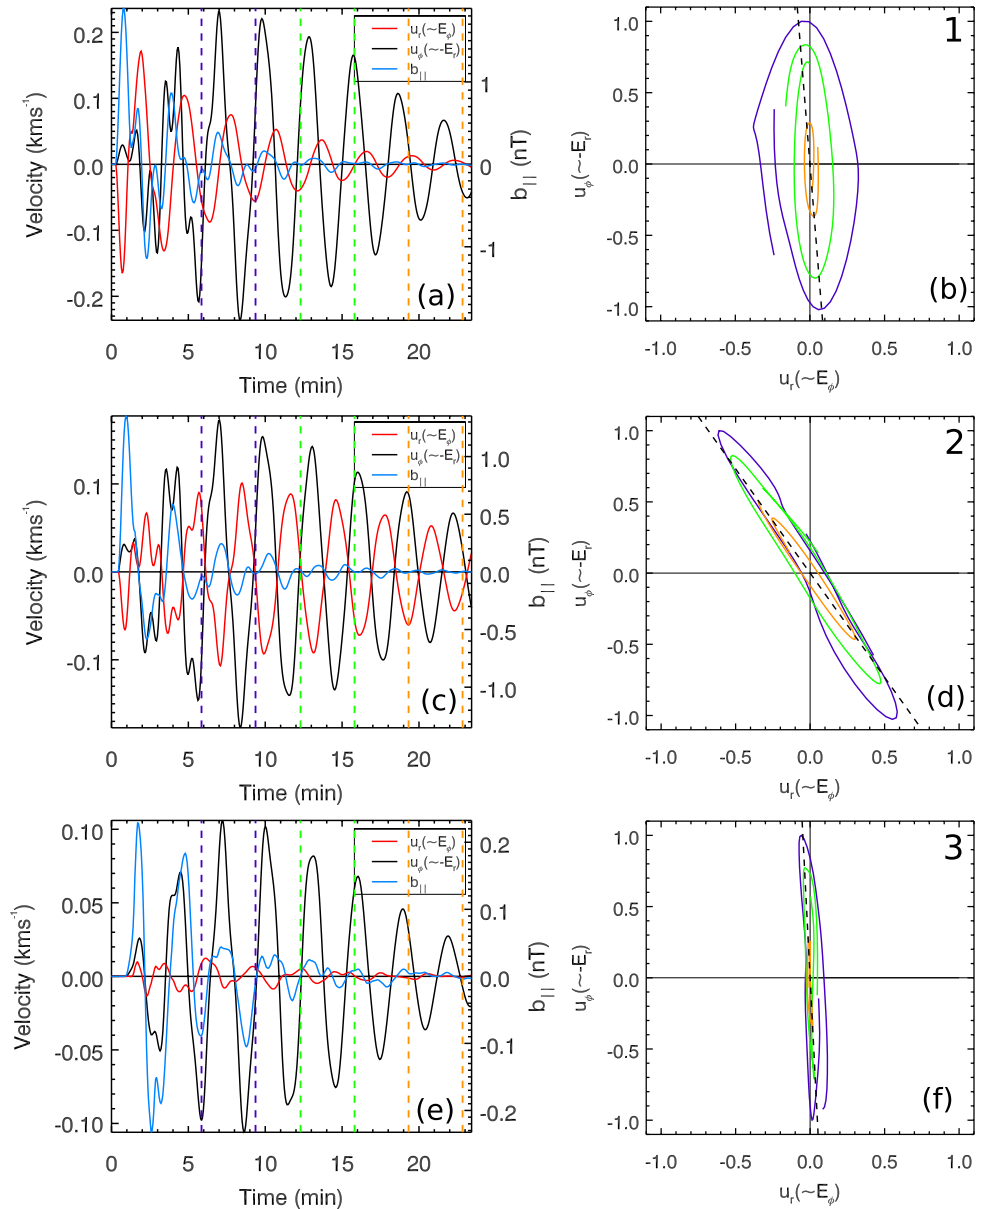 0.2
0.1
0.0
-0.1
-0.2
Velocity (kms⁻¹)
u_r(~E_ϕ)
u_ϕ(~-E_r)
b_||
1
0
-1
b_|| (nT)
(a)
0 5 10 15 20
Time (min)
1
1.0
0.5
0.0
-0.5
-1.0
u_ϕ(~-E_r)
(b)
-1.0 -0.5 0.0 0.5 1.0
u_r(~E_ϕ)
0.1
0.0
-0.1
Velocity (kms⁻¹)
u_r(~E_ϕ)
u_ϕ(~-E_r)
b_||
1.0
0.5
0.0
-0.5
-1.0
b_|| (nT)
(c)
0 5 10 15 20
Time (min)
2
1.0
0.5
0.0
-0.5
-1.0
u_ϕ(~-E_r)
(d)
-1.0 -0.5 0.0 0.5 1.0
u_r(~E_ϕ)
0.10
0.05
0.00
-0.05
-0.10
Velocity (kms⁻¹)
u_r(~E_ϕ)
u_ϕ(~-E_r)
b_||
0.2
0.1
0.0
-0.1
-0.2
b_|| (nT)
(e)
0 5 10 15 20
Time (min)
3
1.0
0.5
0.0
-0.5
-1.0
u_ϕ(~-E_r)
(f)
-1.0 -0.5 0.0 0.5 1.0
u_r(~E_ϕ)